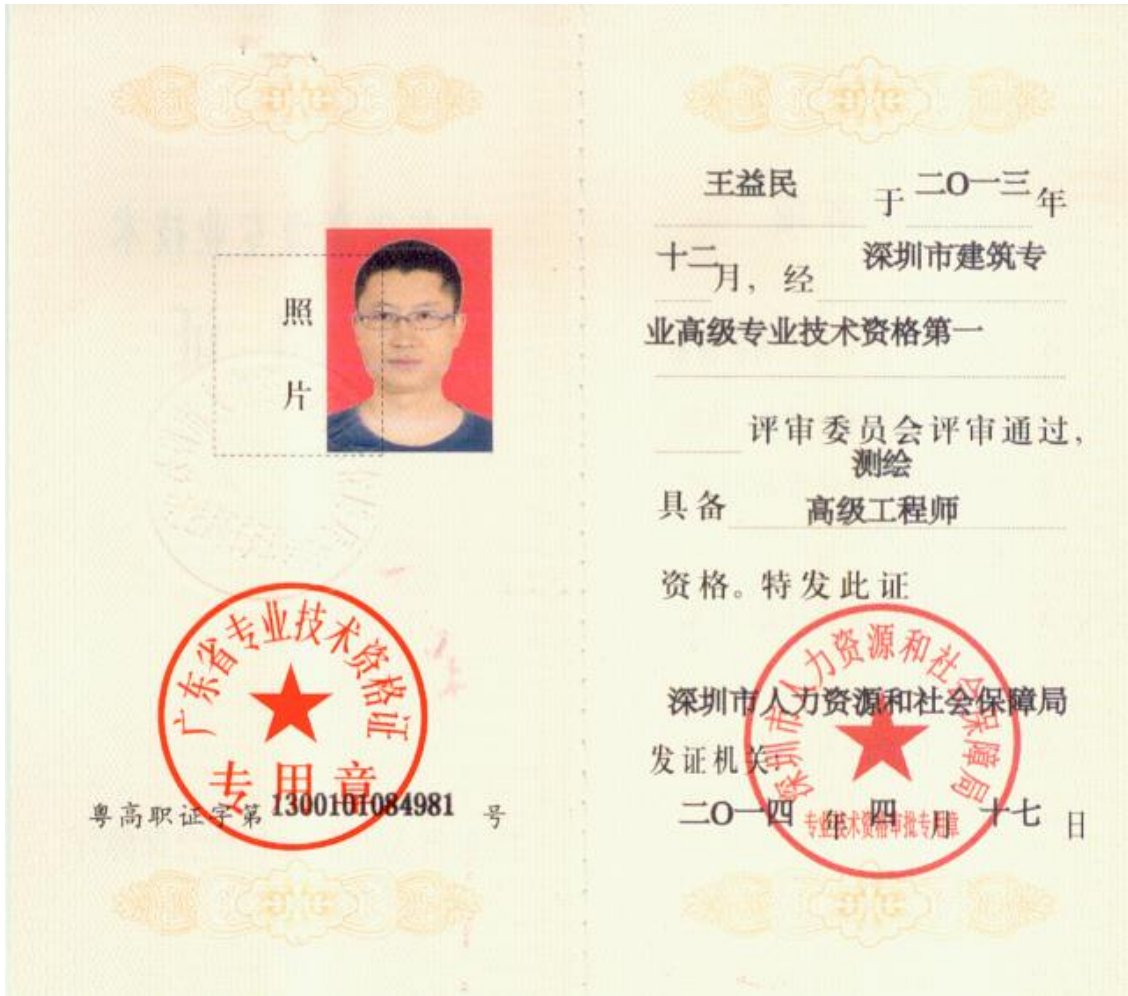 照
片
广东省专业技术资格证
专用章
粤高职证字第 1300101084981 号
王益民 于 二O一三 年
十二月，经 深圳市建筑专
业高级专业技术资格第一
评审委员会评审通过，
测绘
具备 高级工程师
资格。特发此证
深圳市人力资源和社会保障局
深圳市人力资源和社会保障局
发证机关：
二O一四 年 四 月 十七 日
专业技术资格审批专用章